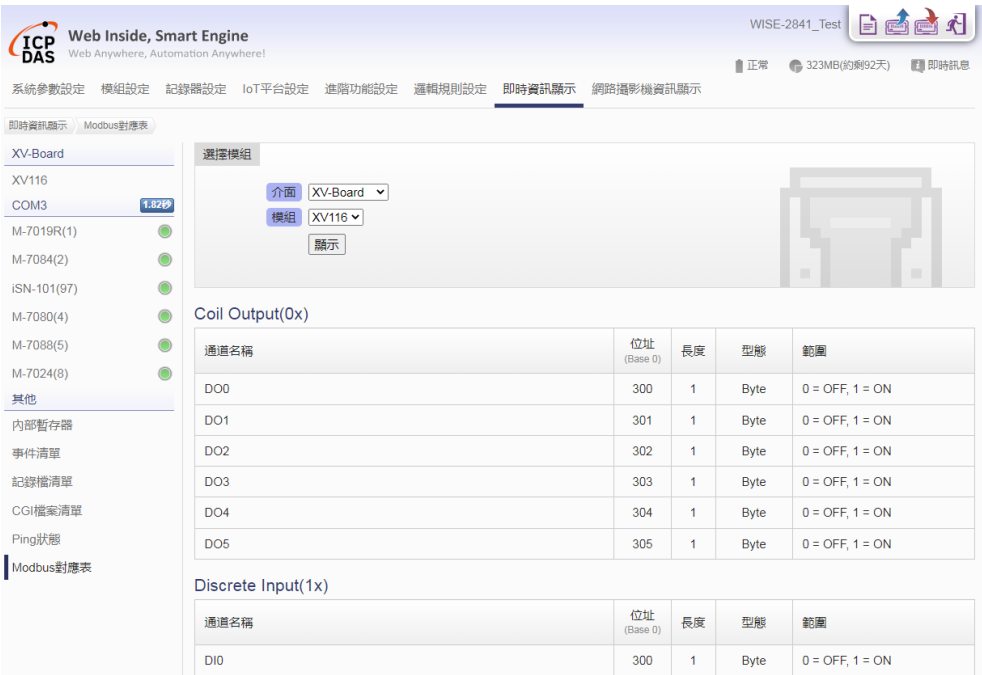 ICP DAS
Web Inside, Smart Engine
Web Anywhere, Automation Anywhere!
WISE-2841_Test
正常 323MB(約剩92天) 即時訊息
系統參數設定 模組設定 記錄器設定 IoT平台設定 進階功能設定 邏輯規則設定 即時資訊顯示 網路攝影機資訊顯示
即時資訊顯示 Modbus對應表
XV-Board
XV116
COM3 1.82秒
M-7019R(1)
M-7084(2)
iSN-101(97)
M-7080(4)
M-7088(5)
M-7024(8)
其他
內部暫存器
事件清單
記錄檔清單
CGI檔案清單
Ping狀態
Modbus對應表
選擇模組
介面 XV-Board
模組 XV116
顯示
Coil Output(0x)
通道名稱 位址 (Base 0) 長度 型態 範圍
DO0 300 1 Byte 0 = OFF, 1 = ON
DO1 301 1 Byte 0 = OFF, 1 = ON
DO2 302 1 Byte 0 = OFF, 1 = ON
DO3 303 1 Byte 0 = OFF, 1 = ON
DO4 304 1 Byte 0 = OFF, 1 = ON
DO5 305 1 Byte 0 = OFF, 1 = ON
Discrete Input(1x)
通道名稱 位址 (Base 0) 長度 型態 範圍
DI0 300 1 Byte 0 = OFF, 1 = ON